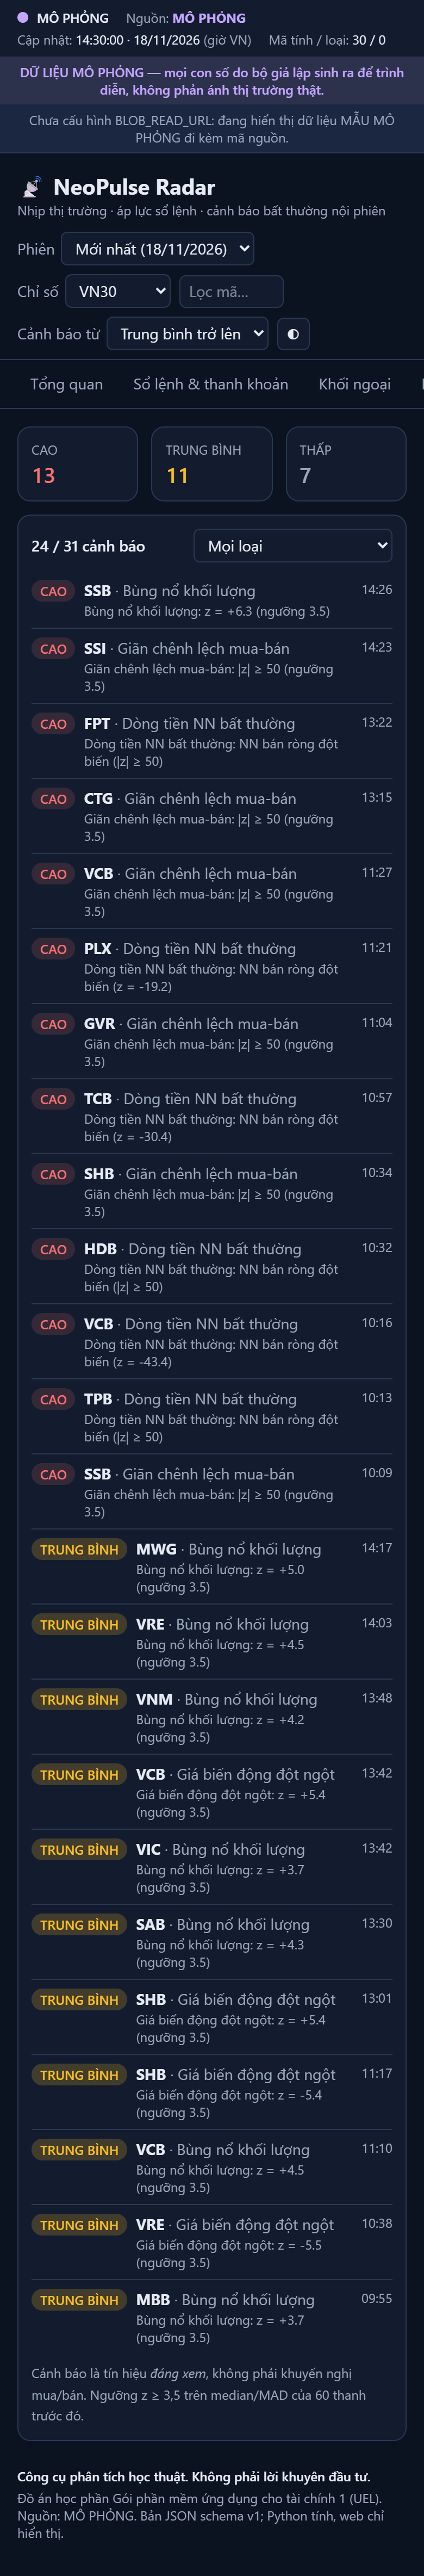 MÔ PHỎNG Nguồn: MÔ PHỎNG
Cập nhật: 14:30:00 · 18/11/2026 (giờ VN) Mã tính / loại: 30 / 0
DỮ LIỆU MÔ PHỎNG — mọi con số do bộ giả lập sinh ra để trình
diễn, không phản ánh thị trường thật.
Chưa cấu hình BLOB_READ_URL: đang hiển thị dữ liệu MẪU MÔ
PHỎNG đi kèm mã nguồn.
NeoPulse Radar
Nhịp thị trường · áp lực sổ lệnh · cảnh báo bất thường nội phiên
Phiên Mới nhất (18/11/2026)
Chỉ số VN30 Lọc mã...
Cảnh báo từ Trung bình trở lên
Tổng quan Sổ lệnh & thanh khoản Khối ngoại
CAO TRUNG BÌNH THẤP
13 11 7
24 / 31 cảnh báo Mọi loại
CAO SSB · Bùng nổ khối lượng 14:26
Bùng nổ khối lượng: z = +6.3 (ngưỡng 3.5)
CAO SSI · Giãn chênh lệch mua-bán 14:23
Giãn chênh lệch mua-bán: |z| ≥ 50 (ngưỡng
3.5)
CAO FPT · Dòng tiền NN bất thường 13:22
Dòng tiền NN bất thường: NN bán ròng đột
biến (|z| ≥ 50)
CAO CTG · Giãn chênh lệch mua-bán 13:15
Giãn chênh lệch mua-bán: |z| ≥ 50 (ngưỡng
3.5)
CAO VCB · Giãn chênh lệch mua-bán 11:27
Giãn chênh lệch mua-bán: |z| ≥ 50 (ngưỡng
3.5)
CAO PLX · Dòng tiền NN bất thường 11:21
Dòng tiền NN bất thường: NN bán ròng đột
biến (z = -19.2)
CAO GVR · Giãn chênh lệch mua-bán 11:04
Giãn chênh lệch mua-bán: |z| ≥ 50 (ngưỡng
3.5)
CAO TCB · Dòng tiền NN bất thường 10:57
Dòng tiền NN bất thường: NN bán ròng đột
biến (z = -30.4)
CAO SHB · Giãn chênh lệch mua-bán 10:34
Giãn chênh lệch mua-bán: |z| ≥ 50 (ngưỡng
3.5)
CAO HDB · Dòng tiền NN bất thường 10:32
Dòng tiền NN bất thường: NN bán ròng đột
biến (|z| ≥ 50)
CAO VCB · Dòng tiền NN bất thường 10:16
Dòng tiền NN bất thường: NN bán ròng đột
biến (z = -43.4)
CAO TPB · Dòng tiền NN bất thường 10:13
Dòng tiền NN bất thường: NN bán ròng đột
biến (|z| ≥ 50)
CAO SSB · Giãn chênh lệch mua-bán 10:09
Giãn chênh lệch mua-bán: |z| ≥ 50 (ngưỡng
3.5)
TRUNG BÌNH MWG · Bùng nổ khối lượng 14:17
Bùng nổ khối lượng: z = +5.0
(ngưỡng 3.5)
TRUNG BÌNH VRE · Bùng nổ khối lượng 14:03
Bùng nổ khối lượng: z = +4.5
(ngưỡng 3.5)
TRUNG BÌNH VNM · Bùng nổ khối lượng 13:48
Bùng nổ khối lượng: z = +4.2
(ngưỡng 3.5)
TRUNG BÌNH VCB · Giá biến động đột ngột 13:42
Giá biến động đột ngột: z = +5.4
(ngưỡng 3.5)
TRUNG BÌNH VIC · Bùng nổ khối lượng 13:42
Bùng nổ khối lượng: z = +3.7
(ngưỡng 3.5)
TRUNG BÌNH SAB · Bùng nổ khối lượng 13:30
Bùng nổ khối lượng: z = +4.3
(ngưỡng 3.5)
TRUNG BÌNH SHB · Giá biến động đột ngột 13:01
Giá biến động đột ngột: z = +5.4
(ngưỡng 3.5)
TRUNG BÌNH SHB · Giá biến động đột ngột 11:17
Giá biến động đột ngột: z = -5.4
(ngưỡng 3.5)
TRUNG BÌNH VCB · Bùng nổ khối lượng 11:10
Bùng nổ khối lượng: z = +4.5
(ngưỡng 3.5)
TRUNG BÌNH VRE · Giá biến động đột ngột 10:38
Giá biến động đột ngột: z = -5.5
(ngưỡng 3.5)
TRUNG BÌNH MBB · Bùng nổ khối lượng 09:55
Bùng nổ khối lượng: z = +3.7
(ngưỡng 3.5)
Cảnh báo là tín hiệu đáng xem, không phải khuyến nghị
mua/bán. Ngưỡng z ≥ 3,5 trên median/MAD của 60 thanh
trước đó.
Công cụ phân tích học thuật. Không phải lời khuyên đầu tư.
Đồ án học phần Gói phần mềm ứng dụng cho tài chính 1 (UEL).
Nguồn: MÔ PHỎNG. Bản JSON schema v1; Python tính, web chỉ
hiển thị.